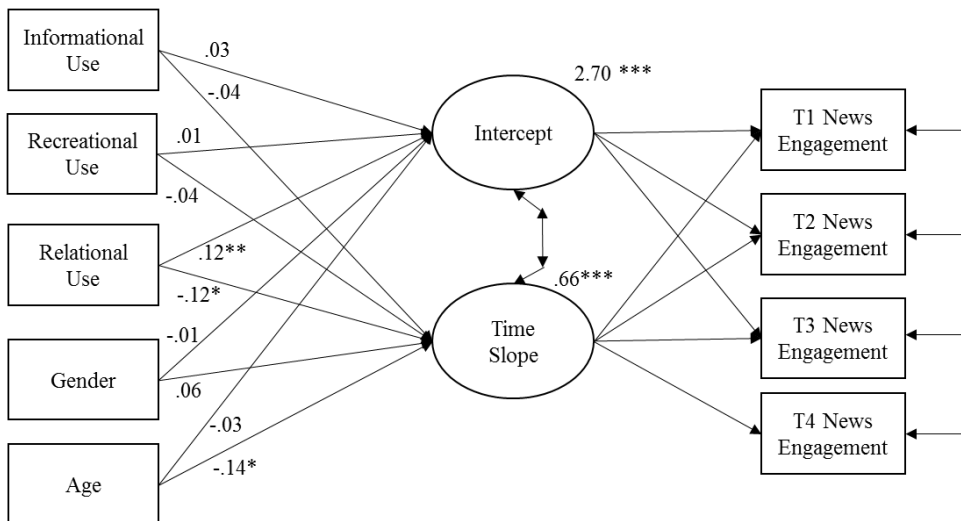 Informational
Use
.03
-.04
Recreational
Use
.01
-.04
Relational
Use
.12**
-.12*
Gender
-.01
.06
Age
-.03
-.14*
2.70 ***
Intercept
.66***
Time
Slope
T1 News
Engagement
T2 News
Engagement
T3 News
Engagement
T4 News
Engagement